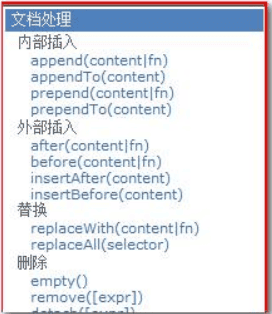 文档处理
内部插入
append(content|fn)
appendTo(content)
prepend(content|fn)
prependTo(content)
外部插入
after(content|fn)
before(content|fn)
insertAfter(content)
insertBefore(content)
替换
replaceWith(content|fn)
replaceAll(selector)
删除
empty()
remove([expr])
detach([expr])